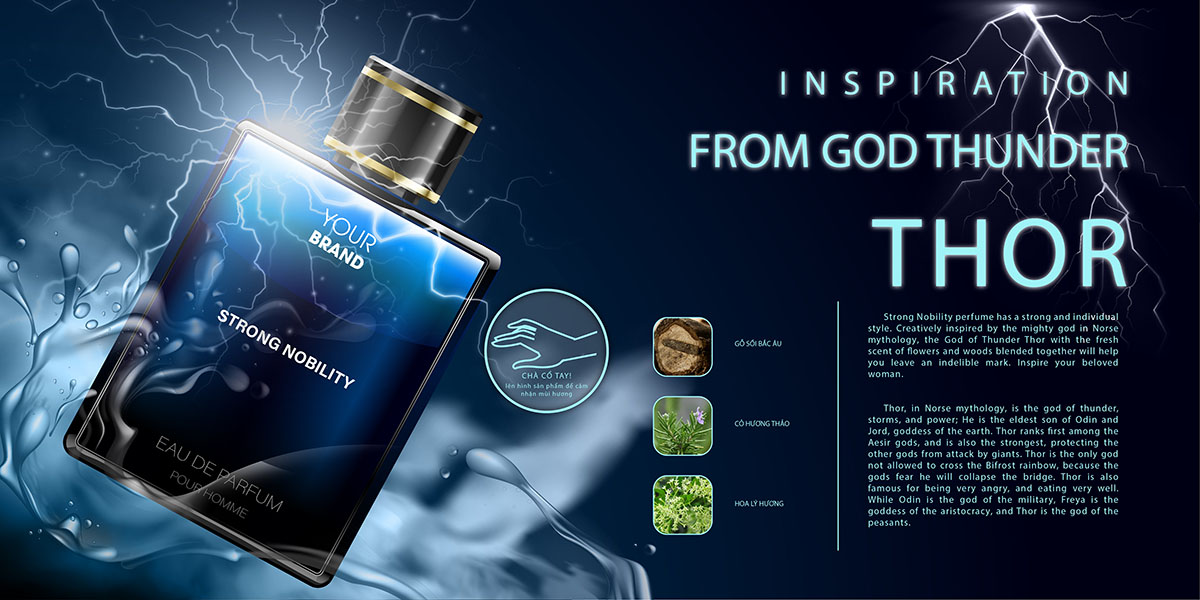 INSPIRATION
FROM GOD THUNDER
THOR
YOUR
BRAND
STRONG NOBILITY
EAU DE PARFUM
POUR HOMME
CHÀ CỔ TAY!
lên hình sản phẩm để cảm
nhận mùi hương
GỖ SỒI BẮC ÂU
CỎ HƯƠNG THẢO
HOA LÝ HƯƠNG
Strong Nobility perfume has a strong and individual
style. Creatively inspired by the mighty god in Norse
mythology, the God of Thunder Thor with the fresh
scent of flowers and woods blended together will help
you leave an indelible mark. Inspire your beloved
woman.
Thor, in Norse mythology, is the god of thunder,
storms, and power; He is the eldest son of Odin and
Jord, goddess of the earth. Thor ranks first among the
Aesir gods, and is also the strongest, protecting the
other gods from attack by giants. Thor is the only god
not allowed to cross the Bifrost rainbow, because the
gods fear he will collapse the bridge. Thor is also
famous for being very angry, and eating very well.
While Odin is the god of the military, Freya is the
goddess of the aristocracy, and Thor is the god of the
peasants.